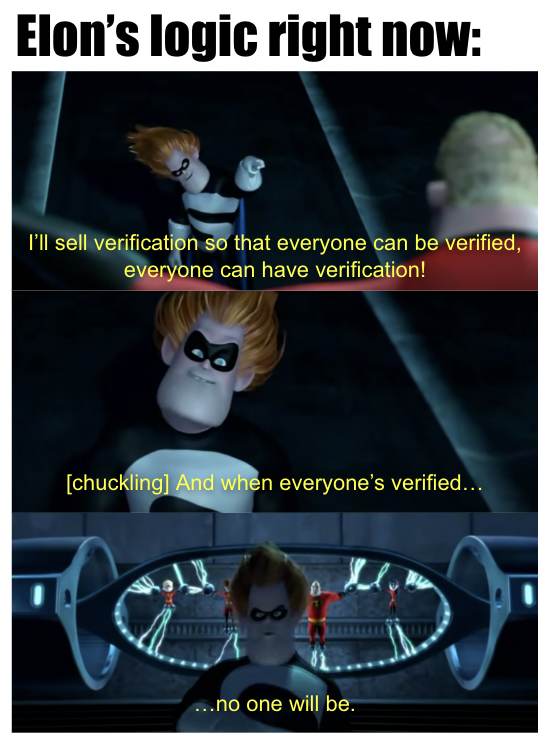 Elon’s logic right now:
I’ll sell verification so that everyone can be verified,
everyone can have verification!
[chuckling] And when everyone’s verified…
…no one will be.